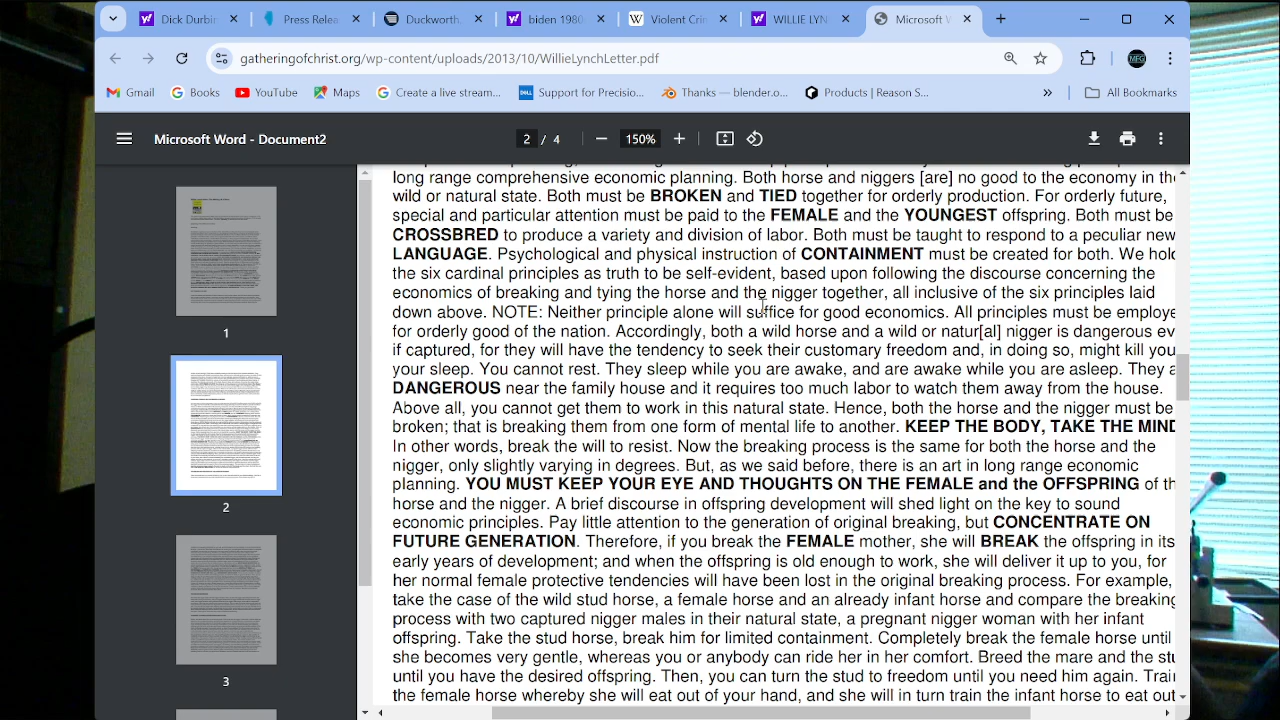 Dick Durbin
Press Relea
Duckworth.
biden 1980
Violent Crim
WILLIE LYN
Microsoft W
gatheringofchrist.org/wp-content/uploads/
Gmail
Books
YouTube
Maps
Create a live stream
Support for Precisio...
Thanks — blender.o...
Products | Reason S...
»
All Bookmarks
Microsoft Word - Document2
2 / 4
150%
1
2
3
long range comprehensive economic planning. Both horse and niggers [are] no good to the economy in the
wild or natural state. Both must be BROKEN and TIED together for orderly production. For orderly future,
special and particular attention must be paid to the FEMALE and the YOUNGEST offspring. Both must be
CROSSBRED to produce a variety and division of labor. Both must be taught to respond to a peculiar new
LANGUAGE. Psychological and physical instruction of CONTAINMENT must be created for both. We hold
the six cardinal principles as truth to be self-evident, based upon following the discourse concerning the
economics of breaking and tying the horse and the nigger together, all inclusive of the six principles laid
down above. NOTE: Neither principle alone will suffice for good economics. All principles must be employe
for orderly good of the nation. Accordingly, both a wild horse and a wild or natur[al] nigger is dangerous ev
if captured, for they will have the tendency to seek their customary freedom and, in doing so, might kill you
your sleep. You cannot rest. They sleep while you are awake, and are awake while you are asleep. They a
DANGEROUS near the family house and it requires too much labor to watch them away from the house.
Above all, you cannot get them to work in this natural state. Hence, both the horse and the nigger must be
broken; that is breaking them from one form of mental life to another. KEEP THE BODY, TAKE THE MIND
In other words, break the will to resist. Now the breaking process is the same for both the horse and the
nigger, only slightly varying in degrees. But, as we said before, there is an art in long range economic
planning. YOU MUST KEEP YOUR EYE AND THOUGHTS ON THE FEMALE and the OFFSPRING of th
horse and the nigger. A brief discourse in offspring development will shed light on the key to sound
economic principles. Pay little attention to the generation of original breaking, but CONCENTRATE ON
FUTURE GENERATION. Therefore, if you break the FEMALE mother, she will BREAK the offspring in its
early years of development; and when the offspring is old enough to work, she will deliver it up to you, for
her normal female protective tendencies will have been lost in the original breaking process. For example,
take the case of the wild stud horse, a female horse and an already infant horse and compare the breaking
process with two captured nigger males in their natural state, a pregnant nigger woman with her infant
offspring. Take the stud horse, break him for limited containment. Completely break the female horse until
she becomes very gentle, whereas you or anybody can ride her in her comfort. Breed the mare and the stu
until you have the desired offspring. Then, you can turn the stud to freedom until you need him again. Train
the female horse whereby she will eat out of your hand, and she will in turn train the infant horse to eat out